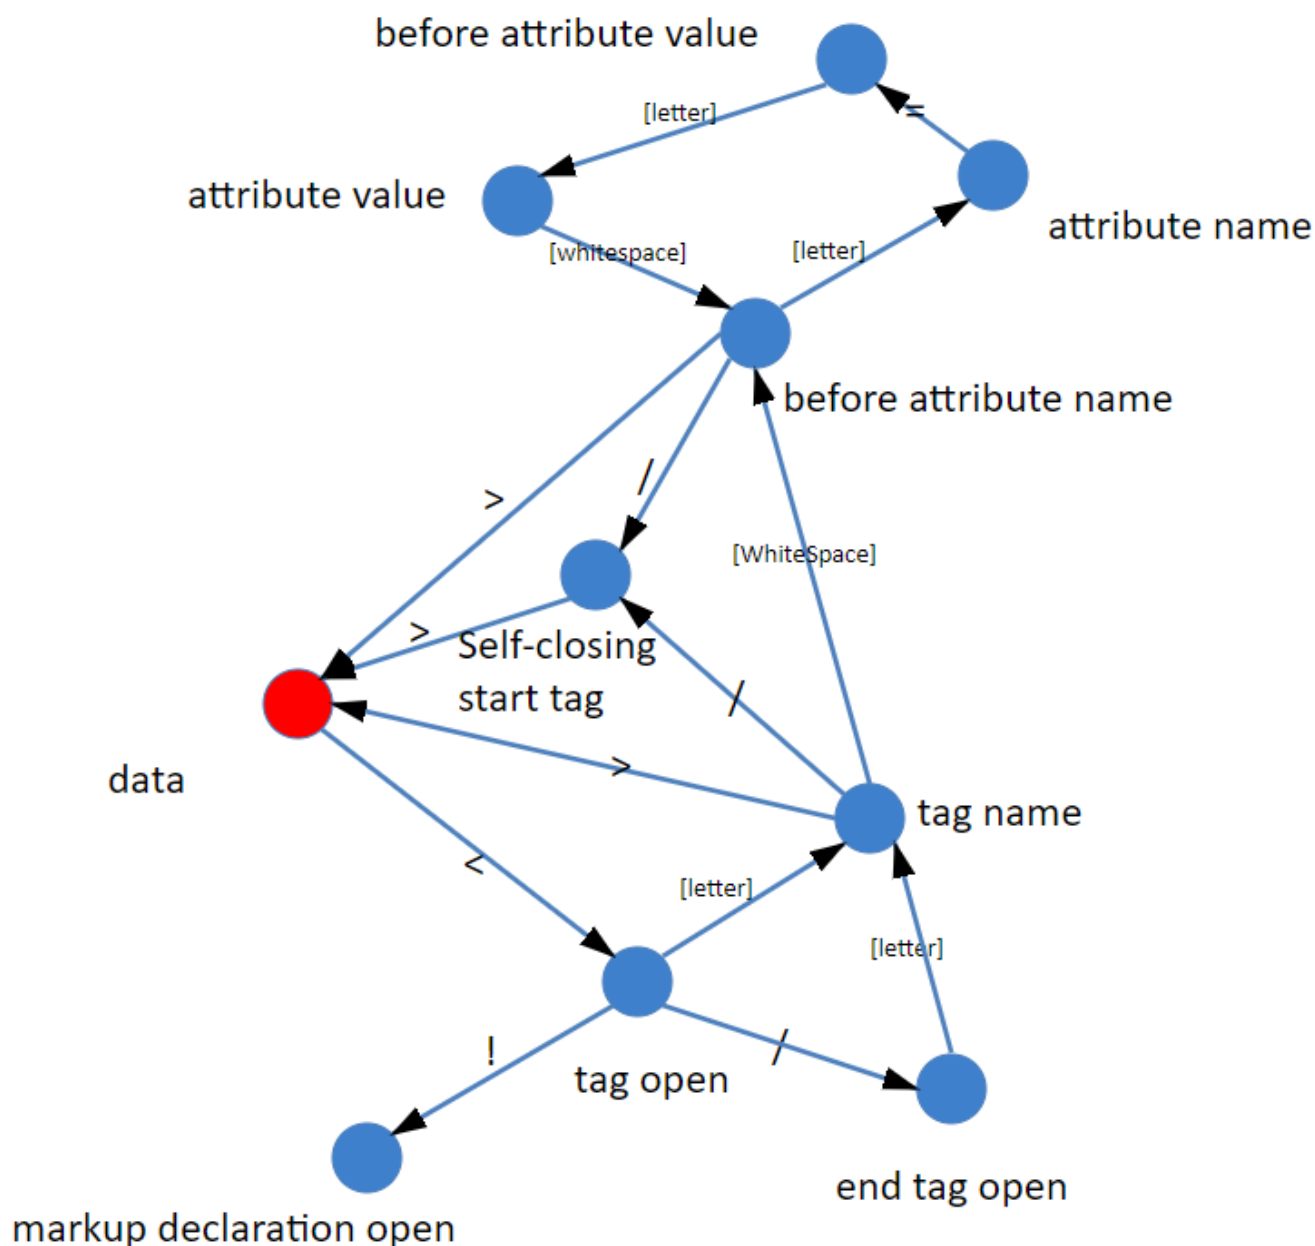 before attribute value
[letter]
=
attribute value
attribute name
[whitespace]
[letter]
before attribute name
>
/
[WhiteSpace]
>
Self-closing
start tag
/
>
data
tag name
<
[letter]
[letter]
!
/
tag open
end tag open
markup declaration open